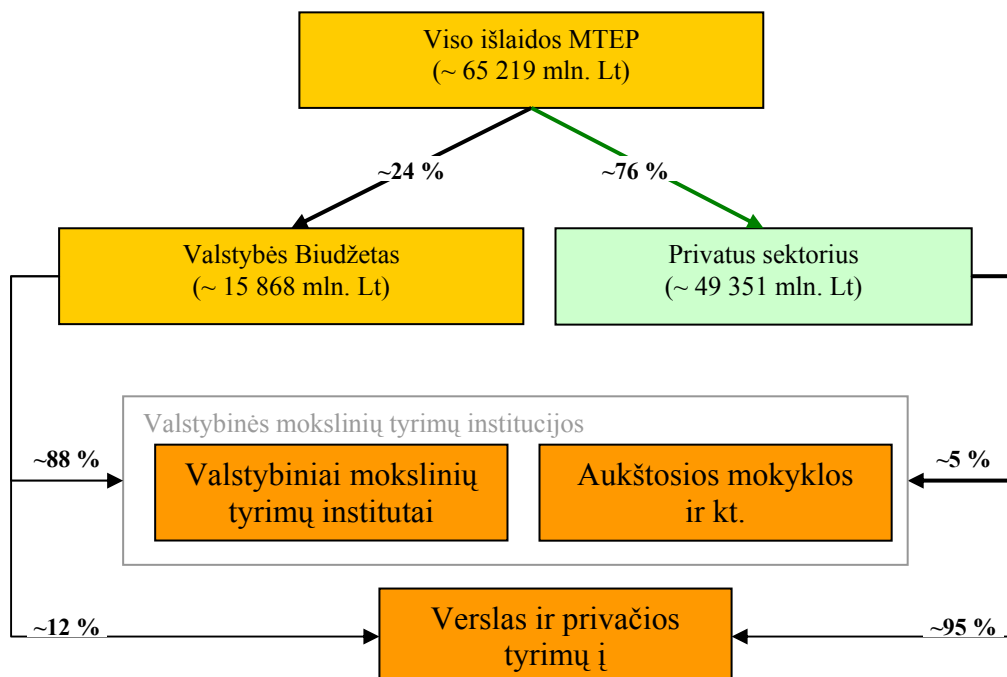 Viso išlaidos MTEP
(~ 65 219 mln. Lt)
~24 %
~76 %
Valstybės Biudžetas
(~ 15 868 mln. Lt)
Privatus sektorius
(~ 49 351 mln. Lt)
Valstybinės mokslinių tyrimų institucijos
~88 %
Valstybiniai mokslinių
tyrimų institutai
Aukštosios mokyklos
ir kt.
~5 %
~12 %
Verslas ir privačios
tyrimų į
~95 %